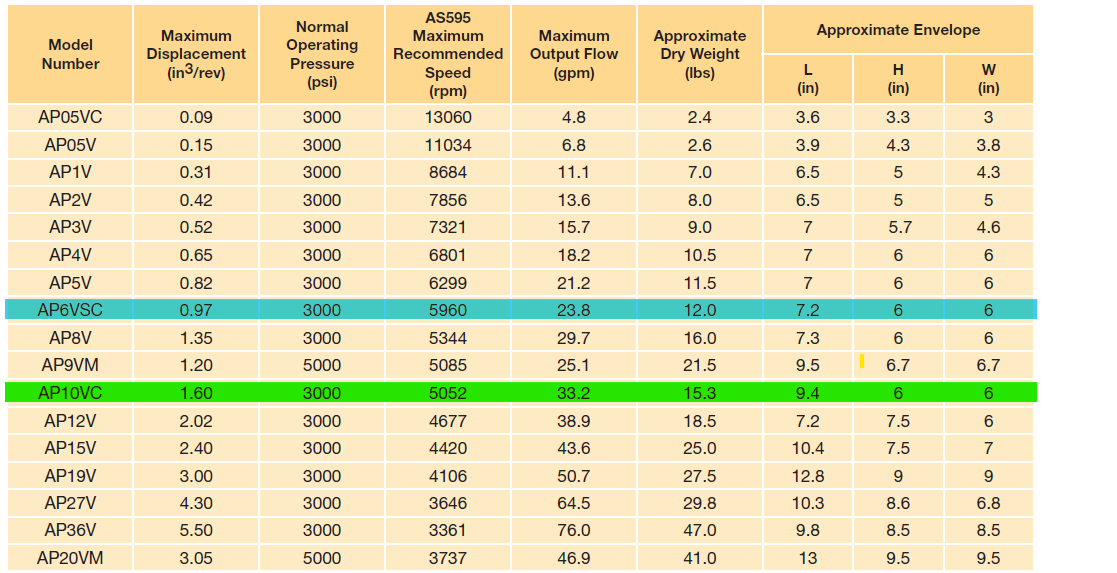 Model Number | Maximum Displacement (in3/rev) | Normal Operating Pressure (psi) | AS595 Maximum Recommended Speed (rpm) | Maximum Output Flow (gpm) | Approximate Dry Weight (lbs) | Approximate Envelope
L (in) | H (in) | W (in)
AP05VC 0.09 3000 13060 4.8 2.4 3.6 3.3 3
AP05V 0.15 3000 11034 6.8 2.6 3.9 4.3 3.8
AP1V 0.31 3000 8684 11.1 7.0 6.5 5 4.3
AP2V 0.42 3000 7856 13.6 8.0 6.5 5 5
AP3V 0.52 3000 7321 15.7 9.0 7 5.7 4.6
AP4V 0.65 3000 6801 18.2 10.5 7 6 6
AP5V 0.82 3000 6299 21.2 11.5 7 6 6
AP6VSC 0.97 3000 5960 23.8 12.0 7.2 6 6
AP8V 1.35 3000 5344 29.7 16.0 7.3 6 6
AP9VM 1.20 5000 5085 25.1 21.5 9.5 6.7 6.7
AP10VC 1.60 3000 5052 33.2 15.3 9.4 6 6
AP12V 2.02 3000 4677 38.9 18.5 7.2 7.5 6
AP15V 2.40 3000 4420 43.6 25.0 10.4 7.5 7
AP19V 3.00 3000 4106 50.7 27.5 12.8 9 9
AP27V 4.30 3000 3646 64.5 29.8 10.3 8.6 6.8
AP36V 5.50 3000 3361 76.0 47.0 9.8 8.5 8.5
AP20VM 3.05 5000 3737 46.9 41.0 13 9.5 9.5